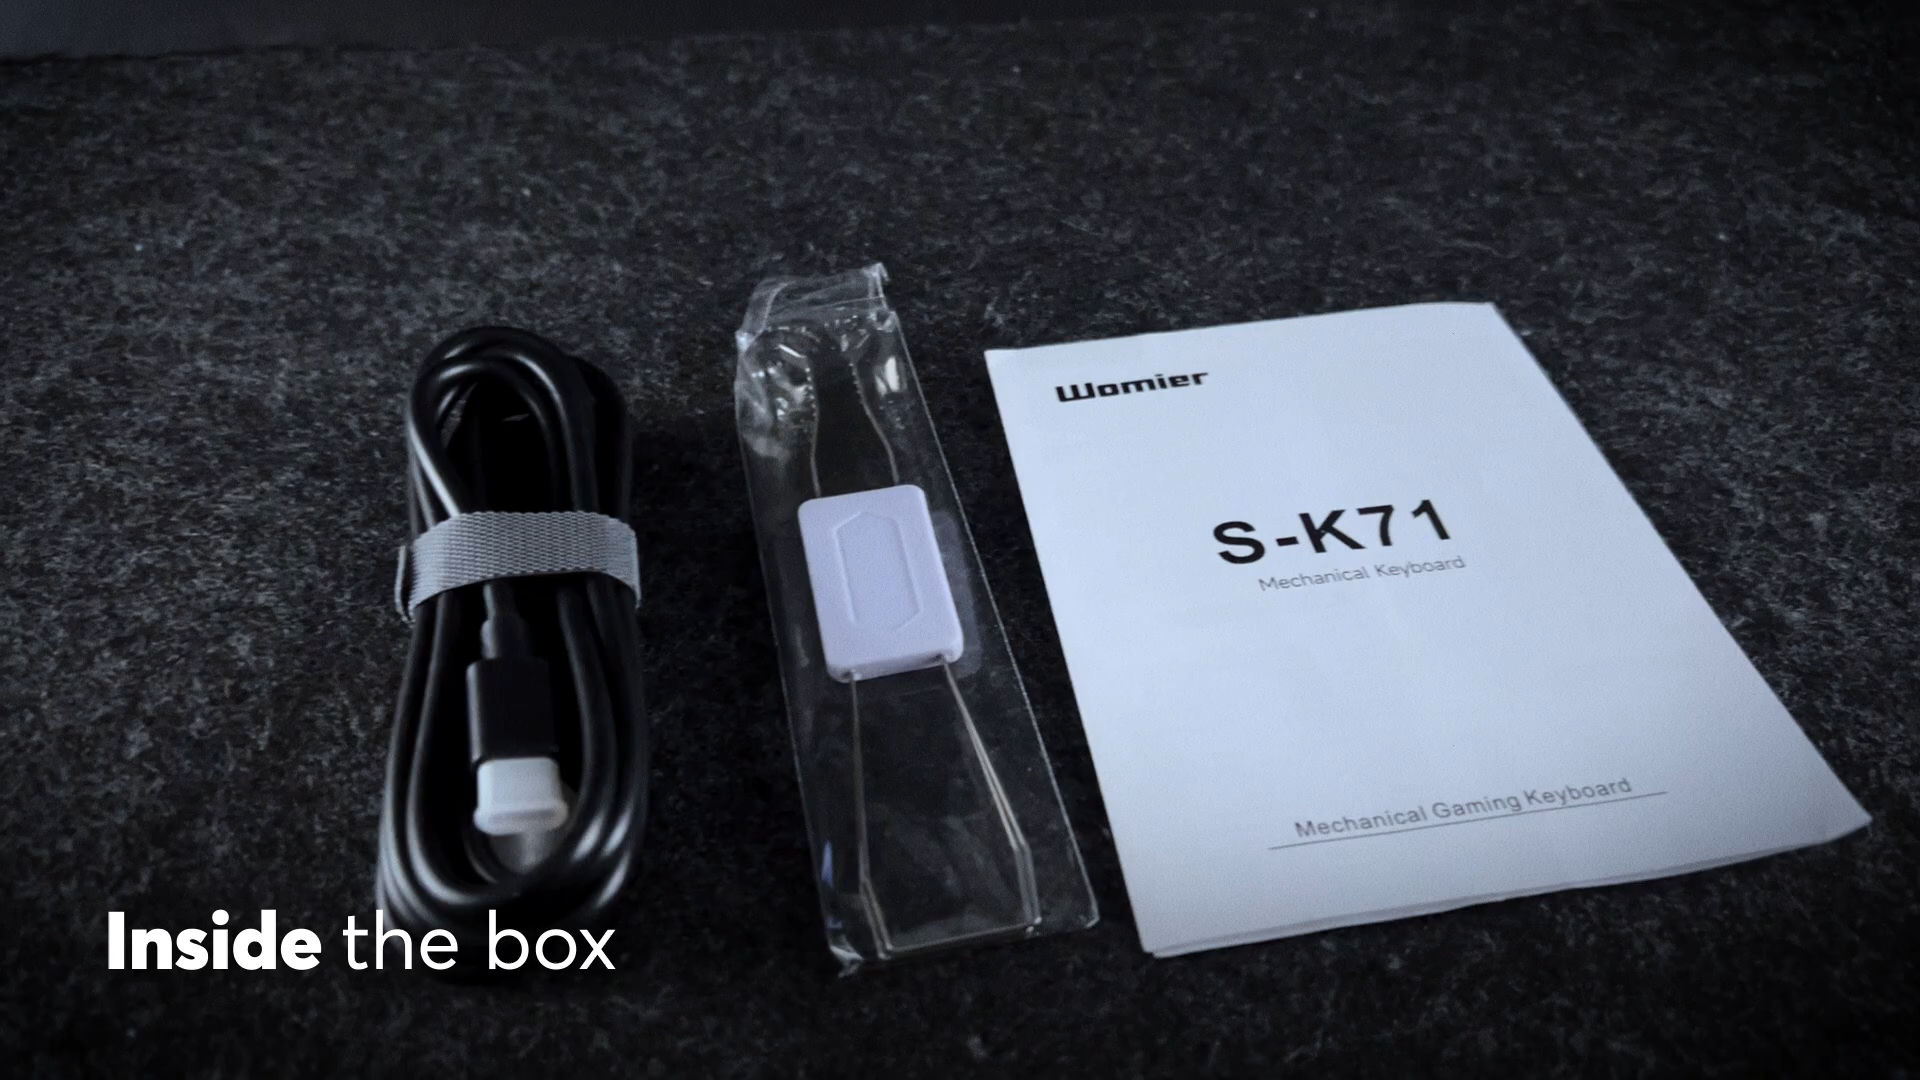 Womier
S-K71
Mechanical Keyboard
Mechanical Gaming Keyboard
Inside the box